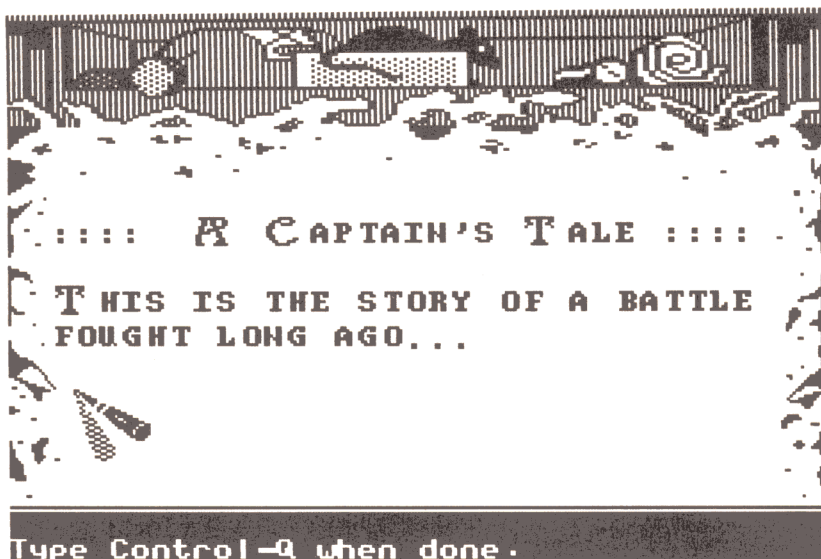 :::: A CAPTAIN'S TALE ::::
THIS IS THE STORY OF A BATTLE
FOUGHT LONG AGO...
Type Control-Q when done.